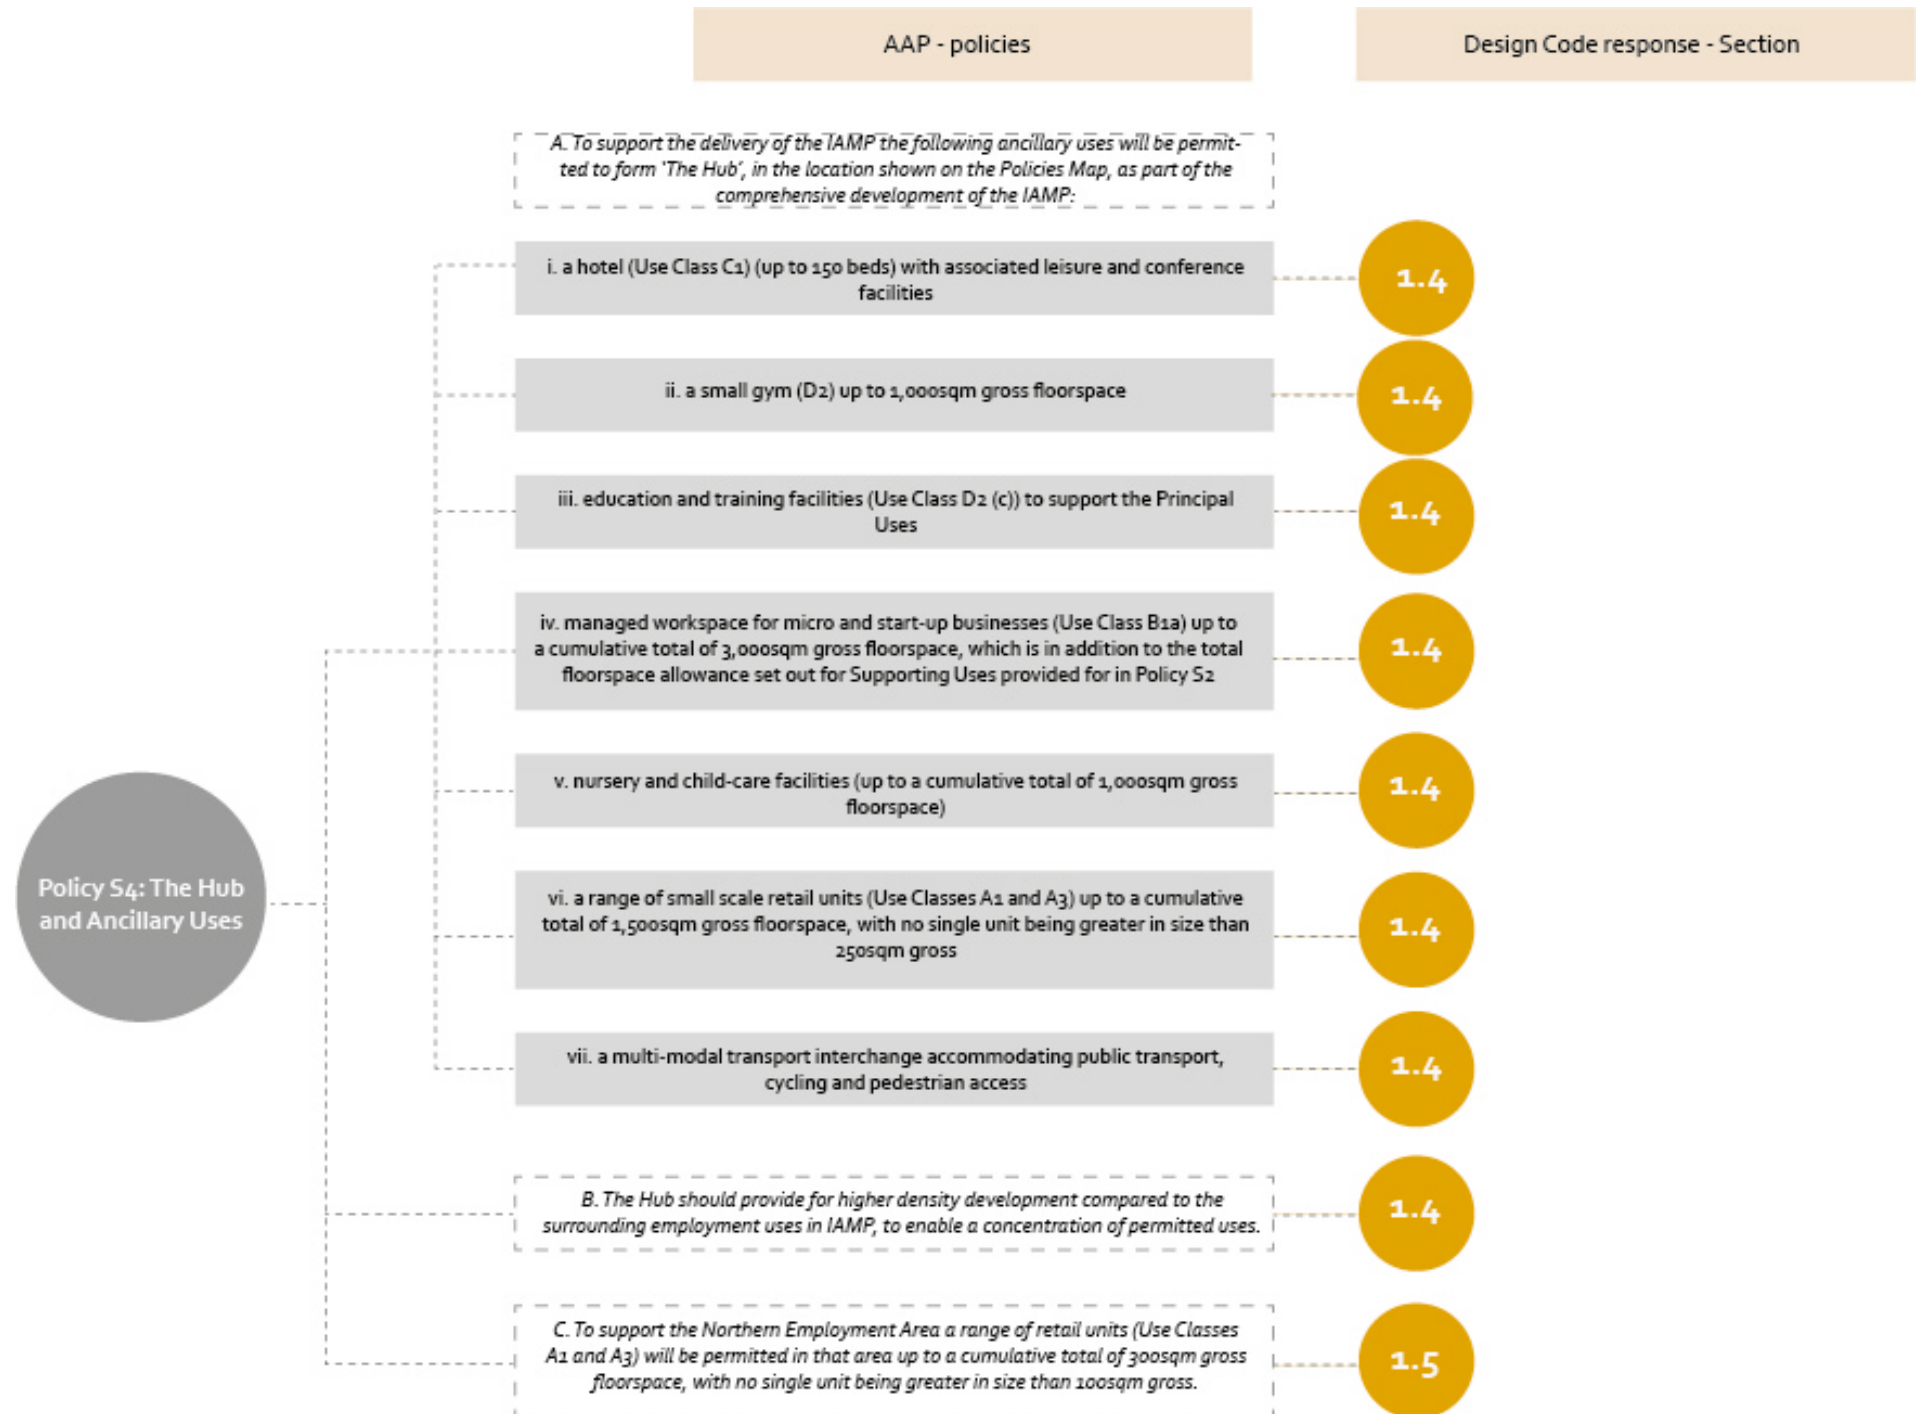 AAP - policies
Design Code response - Section
A. To support the delivery of the IAMP the following ancillary uses will be permit-
ted to form 'The Hub', in the location shown on the Policies Map, as part of the
comprehensive development of the IAMP:
i. a hotel (Use Class C1) (up to 150 beds) with associated leisure and conference
facilities
1.4
ii. a small gym (D2) up to 1,000sqm gross floorspace
1.4
iii. education and training facilities (Use Class D2 (c)) to support the Principal
Uses
1.4
iv. managed workspace for micro and start-up businesses (Use Class B1a) up to
a cumulative total of 3,000sqm gross floorspace, which is in addition to the total
floorspace allowance set out for Supporting Uses provided for in Policy S2
1.4
v. nursery and child-care facilities (up to a cumulative total of 1,000sqm gross
floorspace)
1.4
Policy S4: The Hub
and Ancillary Uses
vi. a range of small scale retail units (Use Classes A1 and A3) up to a cumulative
total of 1,500sqm gross floorspace, with no single unit being greater in size than
250sqm gross
1.4
vii. a multi-modal transport interchange accommodating public transport,
cycling and pedestrian access
1.4
B. The Hub should provide for higher density development compared to the
surrounding employment uses in IAMP, to enable a concentration of permitted uses.
1.4
C. To support the Northern Employment Area a range of retail units (Use Classes
A1 and A3) will be permitted in that area up to a cumulative total of 300sqm gross
floorspace, with no single unit being greater in size than 100sqm gross.
1.5